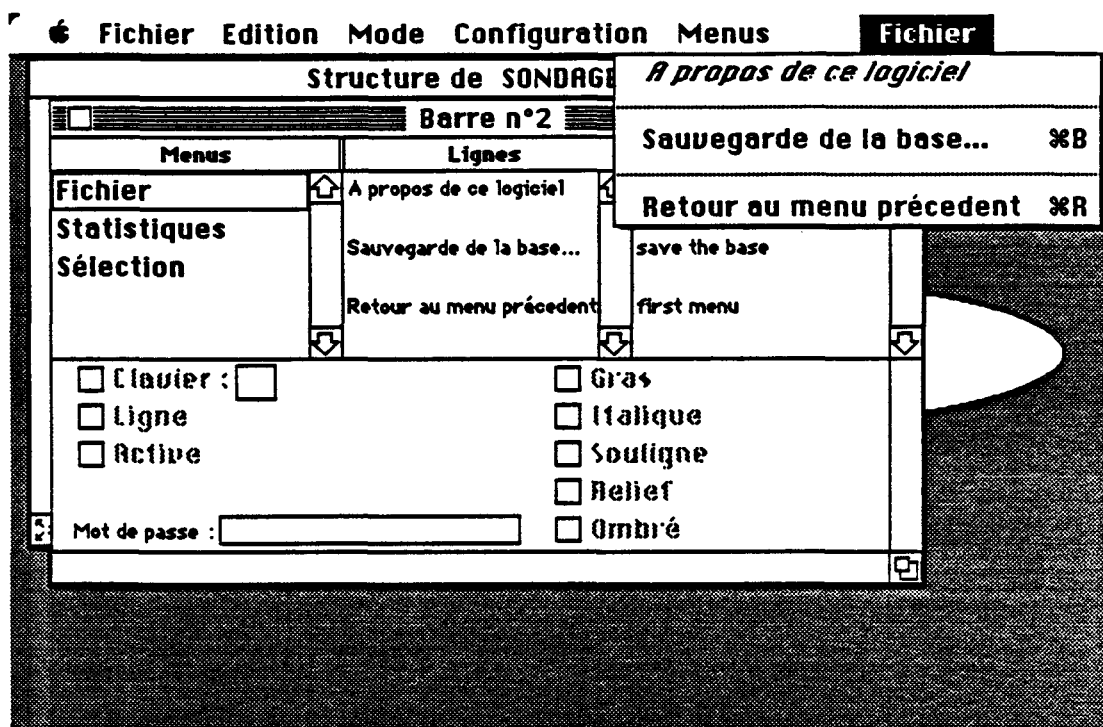 Fichier Edition Mode Configuration Menus Fichier
A propos de ce logiciel
Sauvegarde de la base... ⌘B
Retour au menu précedent ⌘R
Structure de SONDAGE
Barre n°2
Menus Lignes
Fichier
Statistiques
Sélection
A propos de ce logiciel
Sauvegarde de la base... save the base
Retour au menu précedent first menu
Clavier :
Ligne
Active
Mot de passe :
Gras
Italique
Souligne
Relief
Ombré